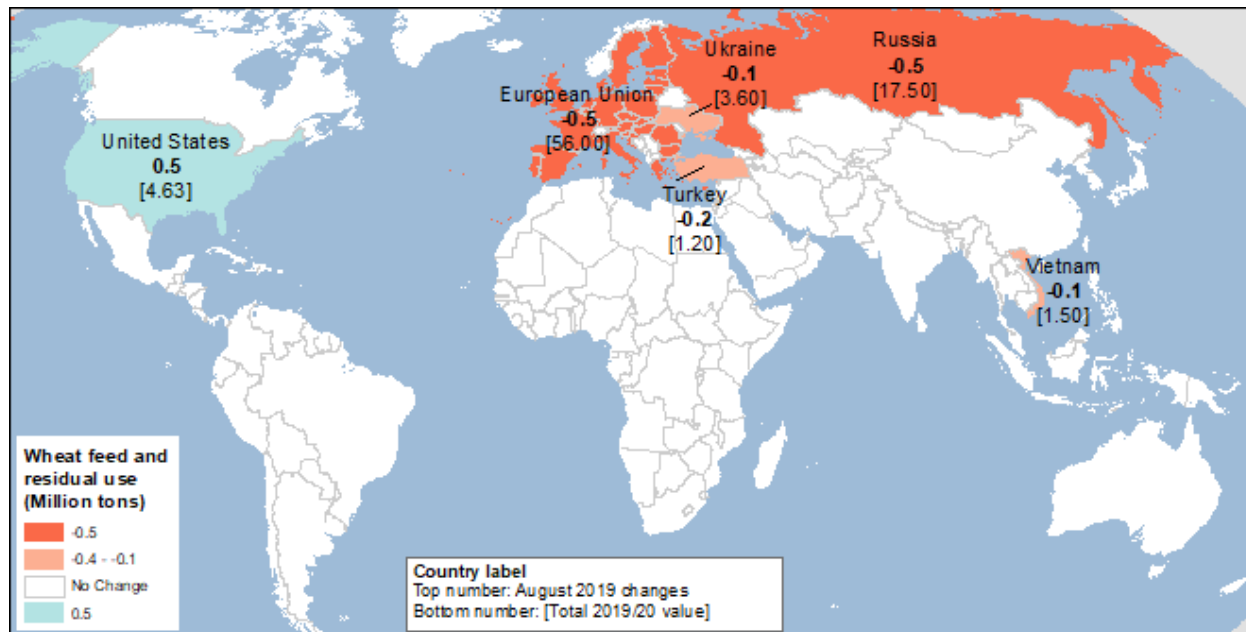 Ukraine
-0.1
[3.60]
Russia
-0.5
[17.50]
European Union
-0.5
[56.00]
United States
0.5
[4.63]
Turkey
-0.2
[1.20]
Vietnam
-0.1
[1.50]
Wheat feed and
residual use
(Million tons)
-0.5
-0.4 - -0.1
No Change
0.5
Country label
Top number: August 2019 changes
Bottom number: [Total 2019/20 value]